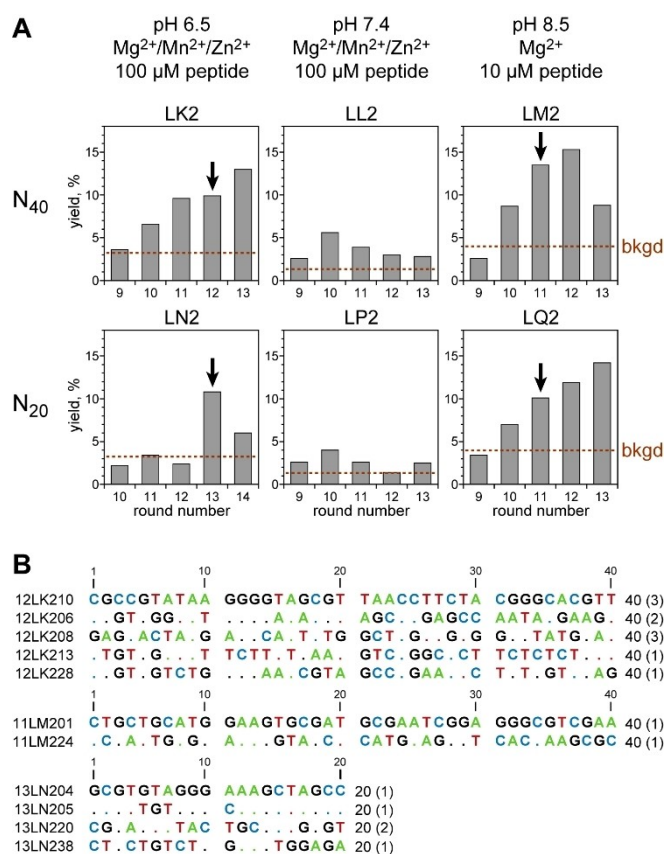 A
pH 6.5 pH 7.4 pH 8.5
Mg²⁺/Mn²⁺/Zn²⁺ Mg²⁺/Mn²⁺/Zn²⁺ Mg²⁺
100 µM peptide 100 µM peptide 10 µM peptide
LK2 LL2 LM2
N₄₀
yield, %
15
10
5
0
bkgd
9 10 11 12 13 9 10 11 12 13 9 10 11 12 13
LN2 LP2 LQ2
N₂₀
yield, %
15
10
5
0
bkgd
10 11 12 13 14 9 10 11 12 13 9 10 11 12 13
round number round number round number
B
1 10 20 40
12LK210 CGCCGTATAA GGGGTAGCGT TAACCTTCTA CGGGCACGTT 40 (3)
12LK206 ..GT.GG..T ....A.A... AGC..GAGCC AATA.GAAG. 40 (2)
12LK208 GAG.ACTA.G A..CA.T.TG GCT.G..G.G G..TATG.A. 40 (3)
12LK213 .TGT.G...T TCTT.T.AA. GTC.GGC.CT TCTCTCT... 40 (1)
12LK228 ..GT.GTCTG ...AA.CGTA GCC.GAA..C T.T.GT..AG 40 (1)
1 10 20 40
11LM201 CTGCTGCATG GAAGTGCGAT GCGAATCGGA GGGCGTCGAA 40 (1)
11LM224 .C.A.TG.G. A...GTA.C. CATG.AG..T CAC.AAGCGC 40 (1)
1 10 20
13LN204 GCGTGTAGGG AAAGCTAGCC 20 (1)
13LN205 ....TGT... C......... 20 (1)
13LN220 CG.A...TAC TGC...G.GT 20 (2)
13LN238 CT.CTGTCT. G...TGGAGA 20 (1)